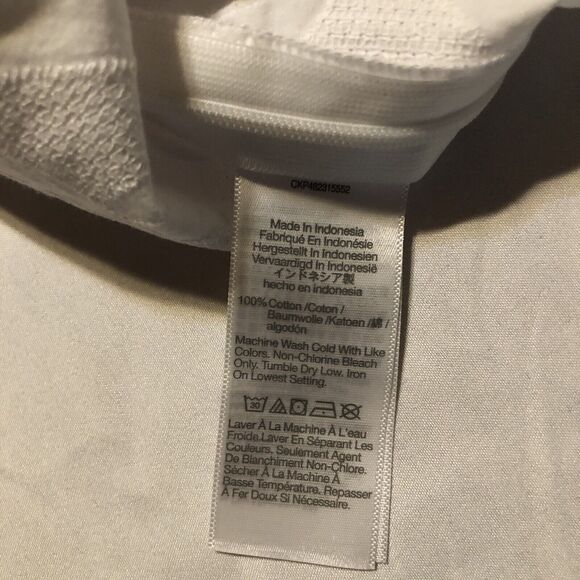 CKP482315552
Made In Indonesia
Fabriqué En Indonésie
Hergestellt In Indonesien
Vervaardigd In Indonesië
インドネシア製
hecho en indonesia
100% Cotton /Coton /
Baumwolle /Katoen /綿 /
algodón
Machine Wash Cold With Like
Colors. Non-Chlorine Bleach
Only. Tumble Dry Low. Iron
On Lowest Setting.
30
Laver À La Machine À L'eau
Froide.Laver En Séparant Les
Couleurs. Seulement Agent
De Blanchiment Non-Chlore.
Sécher À La Machine À
Basse Température. Repasser
À Fer Doux Si Nécessaire.